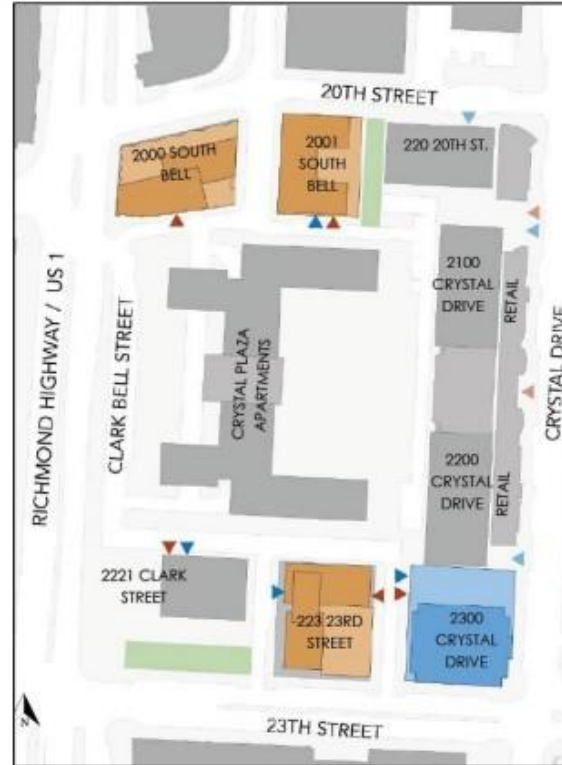 20TH STREET
2000 SOUTH
BELL
2001
SOUTH
BELL
220 20TH ST.
RICHMOND HIGHWAY / US 1
CLARK BELL STREET
CRYSTAL PLAZA
APARTMENTS
2100
CRYSTAL
DRIVE
RETAIL
CRYSTAL DRIVE
2200
CRYSTAL
DRIVE
RETAIL
2221 CLARK
STREET
223 23RD
STREET
2300
CRYSTAL
DRIVE
N
23TH STREET